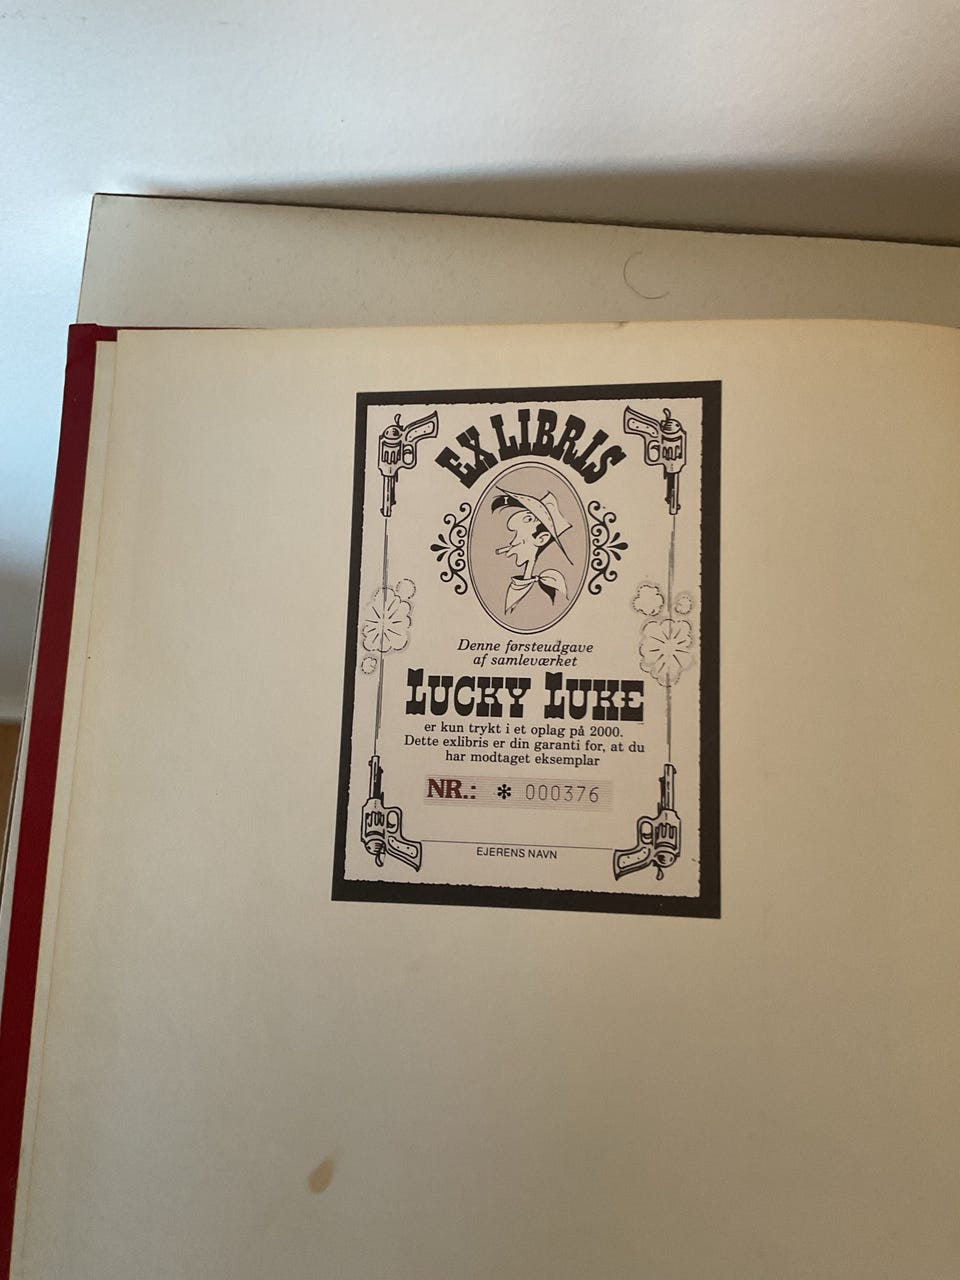 EX LIBRIS
Denne førsteudgave
af samleværket
LUCKY LUKE
er kun trykt i et oplag på 2000.
Dette exlibris er din garanti for, at du
har modtaget eksemplar
NR.: * 000376
EJERENS NAVN